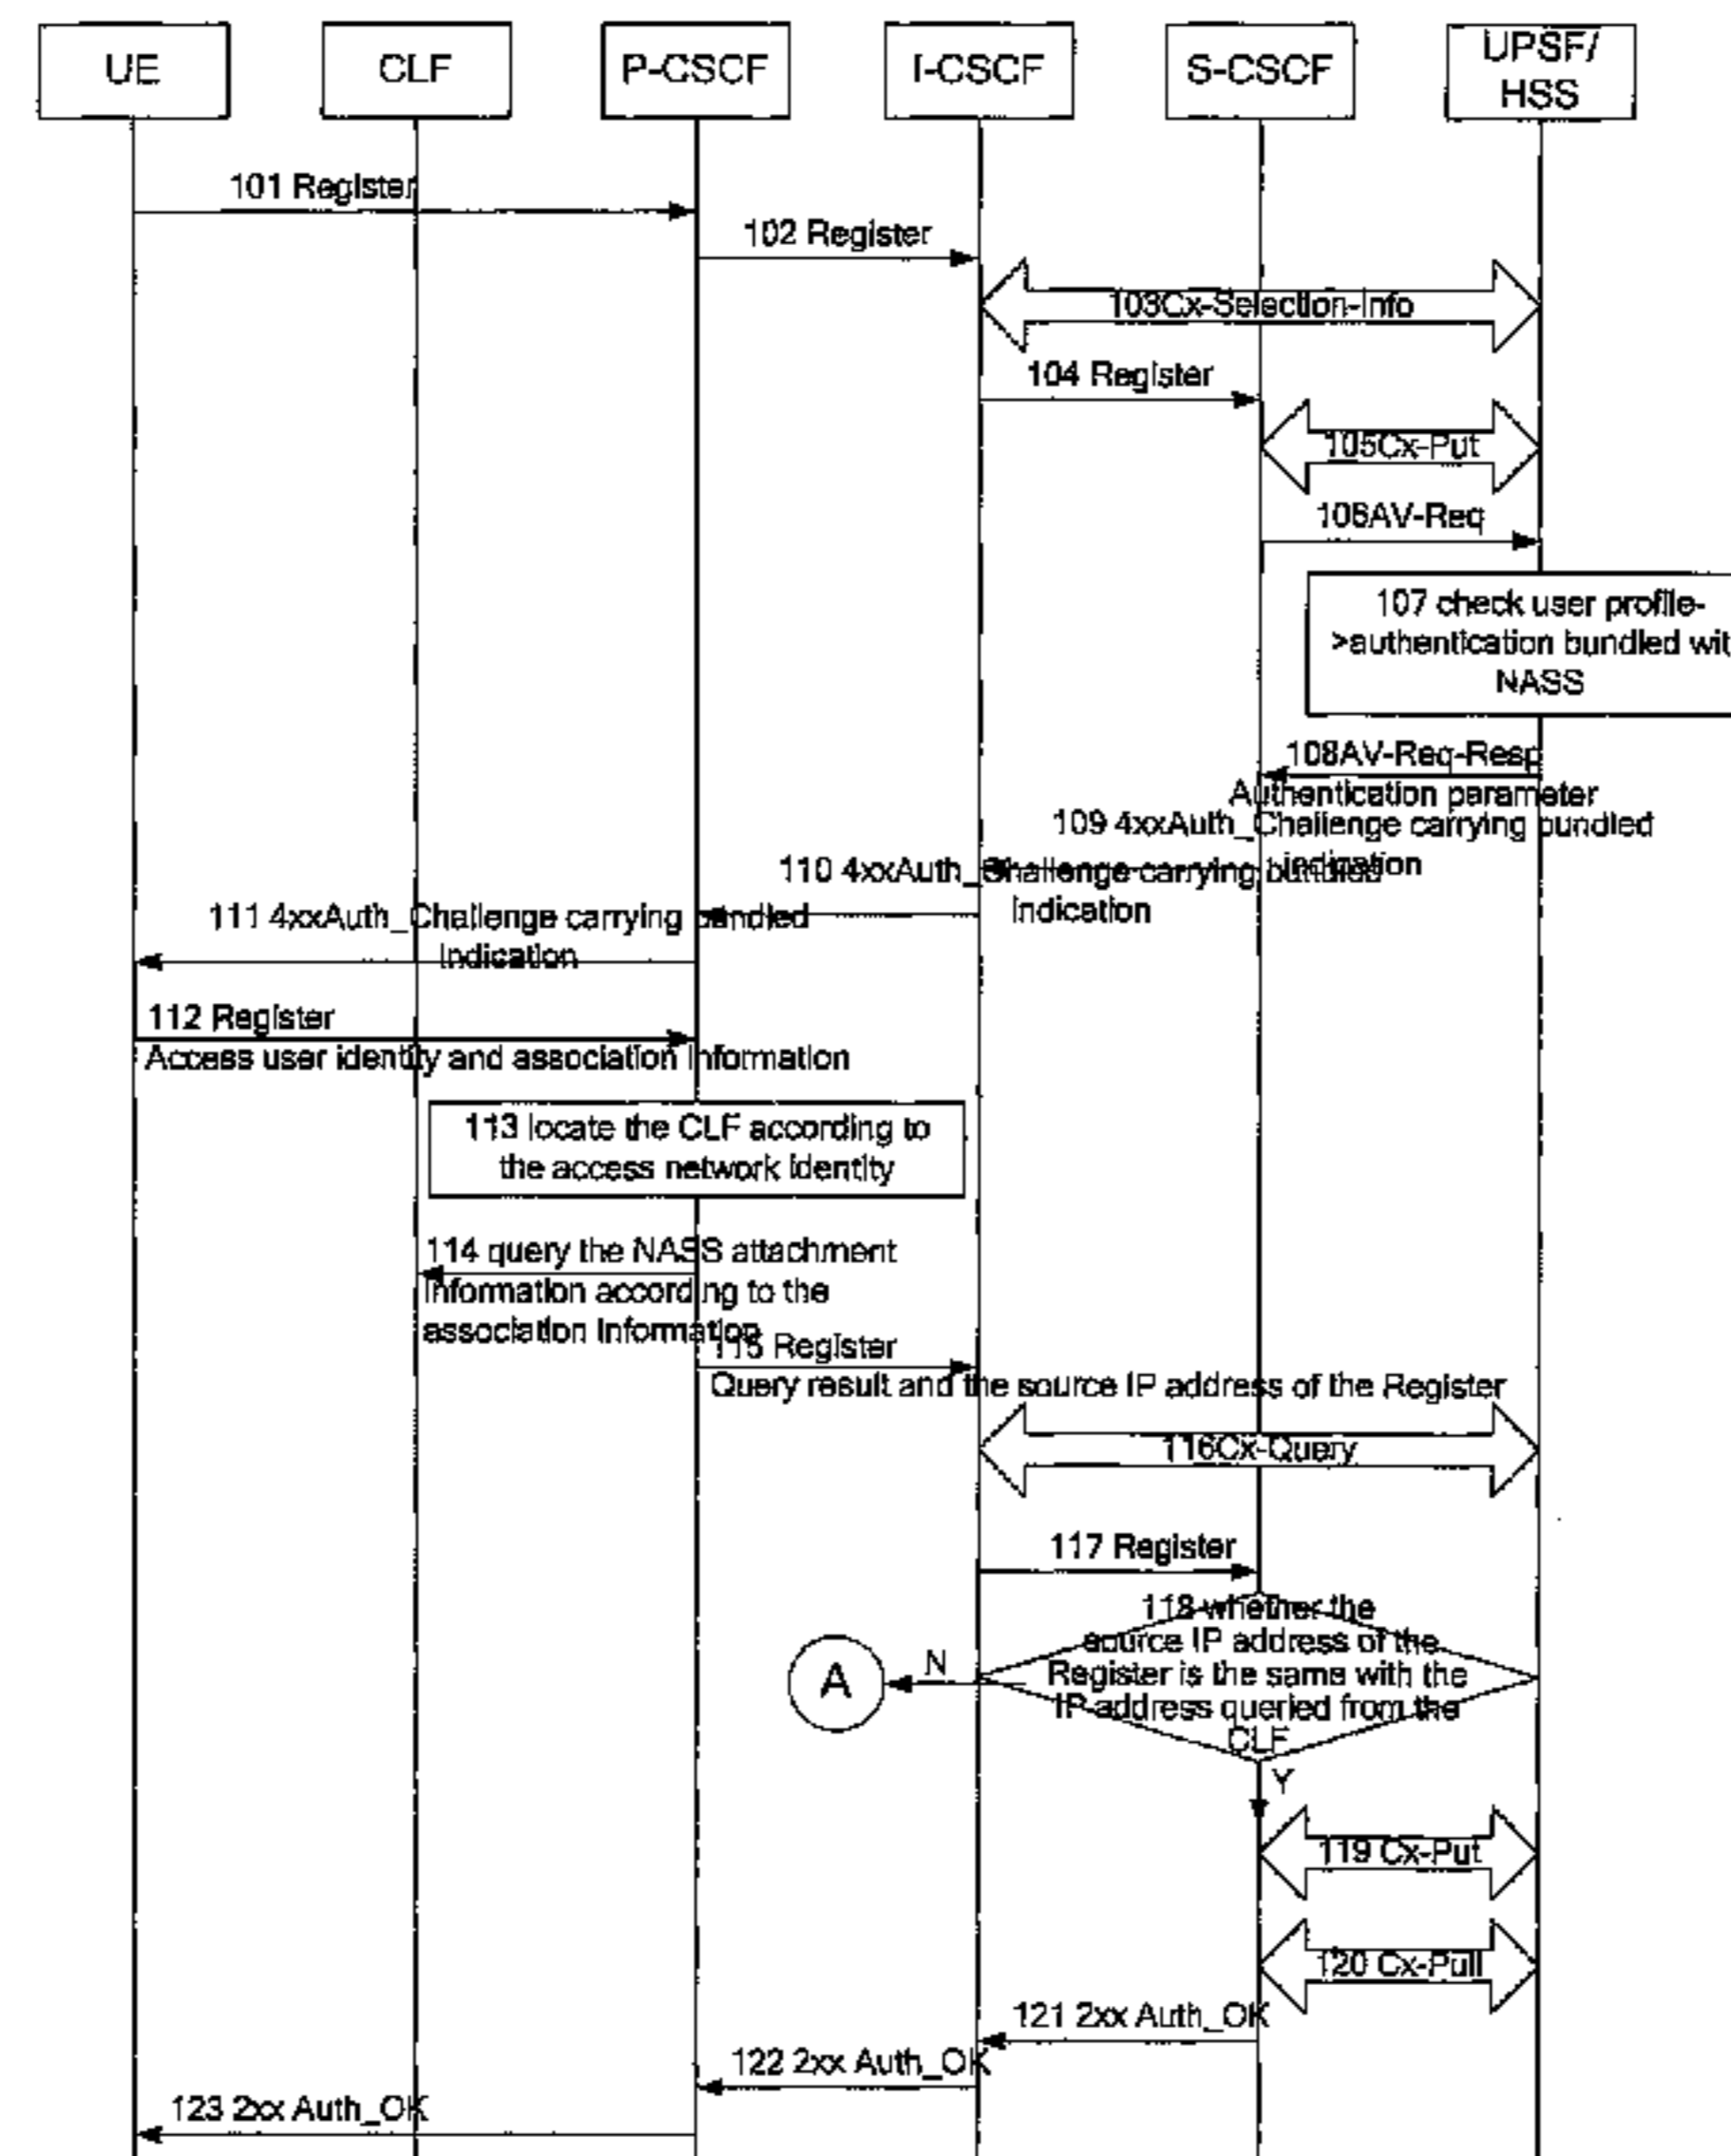 UE
CLF
P-CSCF
I-CSCF
S-CSCF
UPSF/
HSS
101 Register
102 Register
103Cx-Selection-Info
104 Register
105Cx-Put
106AV-Req
107 check user profile-
>authentication bundled wit
NASS
108AV-Req-Resp
Authentication parameter
109 4xxAuth_Challenge carrying bundled
indication
110 4xxAuth_Challenge carrying bundled
indication
111 4xxAuth_Challenge carrying bundled
indication
112 Register
Access user identity and association information
113 locate the CLF according to
the access network identity
114 query the NASS attachment
information according to the
association information
115 Register
Query result and the source IP address of the Register
116Cx-Query
117 Register
118 whether the
source IP address of the
Register is the same with the
IP address queried from the
CLF
N
A
Y
119 Cx-Put
120 Cx-Pull
121 2xx Auth_OK
122 2xx Auth_OK
123 2xx Auth_OK